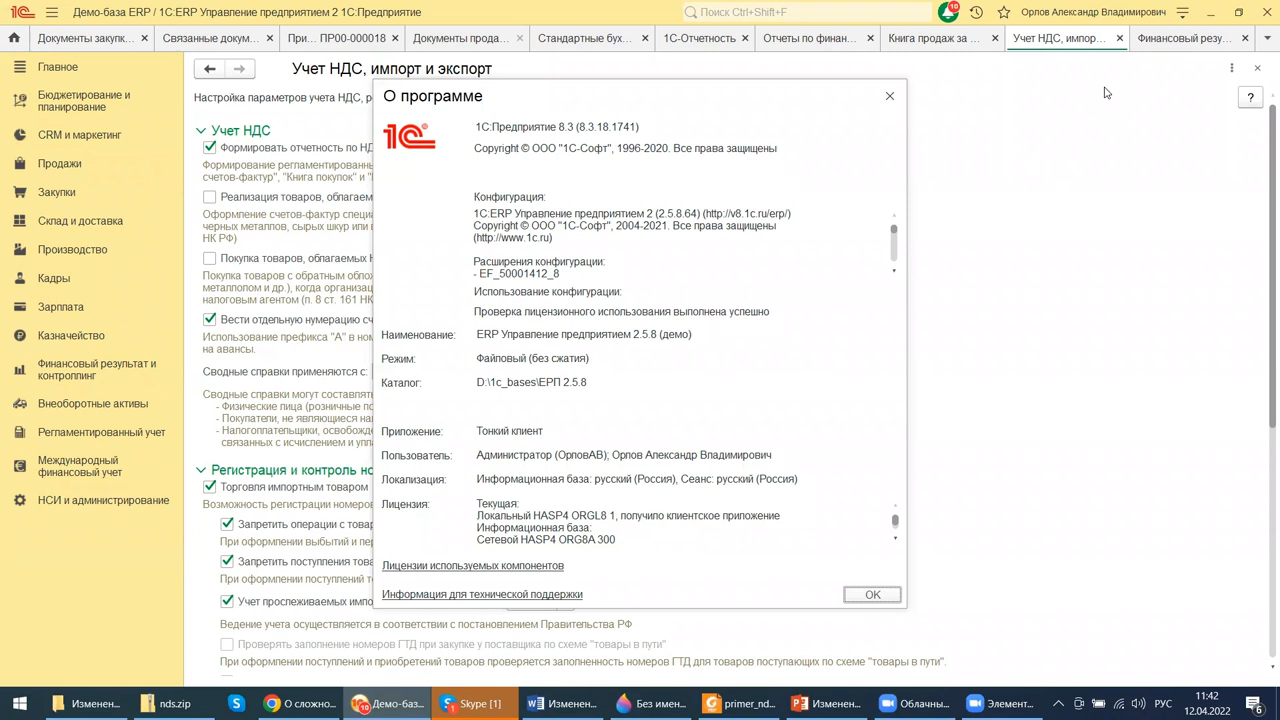 Демо-база ERP / 1С:ERP Управление предприятием 2 1С:Предприятие
Поиск Ctrl+Shift+F
10
Орлов Александр Владимирович
Документы закупк...
Связанные докум...
При... ПР00-000018
Документы прода...
Стандартные бух...
1С-Отчетность
Отчеты по финан...
Книга продаж за ...
Учет НДС, импор...
Финансовый резу...
Главное
Бюджетирование и
планирование
CRM и маркетинг
Продажи
Закупки
Склад и доставка
Производство
Кадры
Зарплата
Казначейство
Финансовый результат и
контроллинг
Внеоборотные активы
Регламентированный учет
Международный
финансовый учет
НСИ и администрирование
Учет НДС, импорт и экспорт
?
Настройка параметров учета НДС, р
Учет НДС
Формировать отчетность по НД
Формирование регламентированны
счетов-фактур", "Книга покупок" и "
Реализация товаров, облагаем
Оформление счетов-фактур специ
черных металлов, сырых шкур или
НК РФ)
Покупка товаров, облагаемых Н
Покупка товаров с обратным обло
металлопом и др.), когда организац
налоговым агентом (п. 8 ст. 161 НК
Вести отдельную нумерацию сч
Использование префикса "А" в ном
на авансы.
Сводные справки применяются с:
Сводные справки могут составлять
- Физические лица (розничные по
- Покупатели, не являющиеся нал
- Налогоплательщики, освобожде
связанных с исчислением и упла
Регистрация и контроль но
Торговля импортным товаром
Возможность регистрации номеро
Запретить операции с товар
При оформлении выбытий и пер
Запретить поступления това
При оформлении поступлений т
Учет прослеживаемых импо
Ведение учета осуществляется в соответствии с постановлением Правительства РФ
Проверять заполнение номеров ГТД при закупке у поставщика по схеме "товары в пути"
При оформлении поступлений и приобретений товаров проверяется заполненность номеров ГТД для товаров поступающих по схеме "товары в пути".
О программе
1С
1С:Предприятие 8.3 (8.3.18.1741)
Copyright © ООО "1С-Софт", 1996-2020. Все права защищены
Конфигурация:
1С:ERP Управление предприятием 2 (2.5.8.64) (http://v8.1c.ru/erp/)
Copyright © ООО "1С-Софт", 2004-2021. Все права защищены
(http://www.1c.ru)
Расширения конфигурации:
- EF_50001412_8
Использование конфигурации:
Проверка лицензионного использования выполнена успешно
Наименование: ERP Управление предприятием 2.5.8 (демо)
Режим: Файловый (без сжатия)
Каталог: D:\1c_bases\ЕРП 2.5.8
Приложение: Тонкий клиент
Пользователь: Администратор (ОрловАВ); Орлов Александр Владимирович
Локализация: Информационная база: русский (Россия), Сеанс: русский (Россия)
Лицензия: Текущая:
Локальный HASP4 ORGL8 1, получило клиентское приложение
Информационная база:
Сетевой HASP4 ORG8A 300
Лицензии используемых компонентов
Информация для технической поддержки
OK
Изменен...
nds.zip
О сложно...
Демо-баз...
Skype [1]
Изменен...
Без имен...
primer_nd...
Изменен...
Облачны...
Элемент...
РУС
11:42
12.04.2022
6